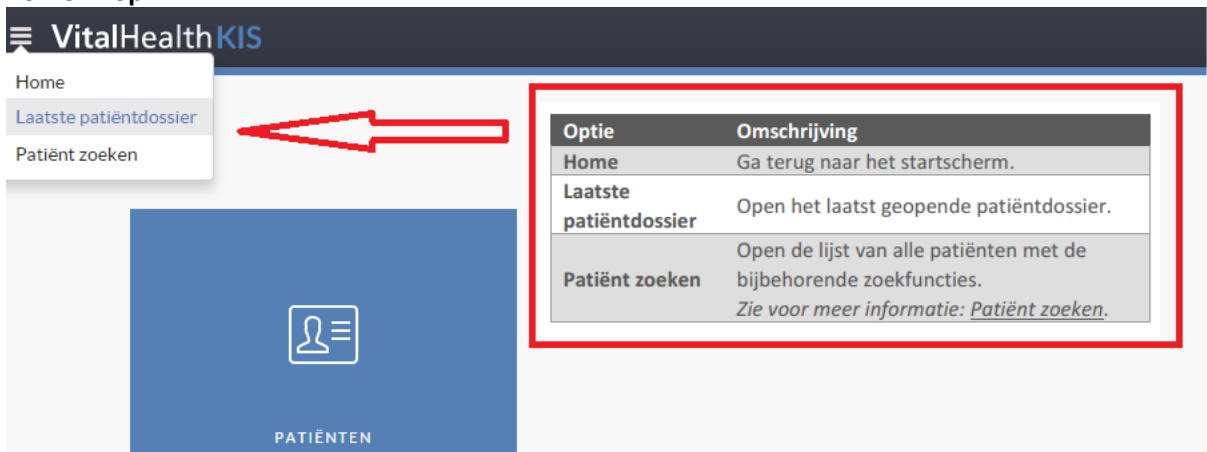 VitalHealth KIS
Home
Laatste patiëntdossier
Patiënt zoeken
Optie Omschrijving
Home Ga terug naar het startscherm.
Laatste
patiëntdossier Open het laatst geopende patiëntdossier.
Open de lijst van alle patiënten met de
Patiënt zoeken bijbehorende zoekfuncties.
Zie voor meer informatie: Patiënt zoeken.
PATIËNTEN